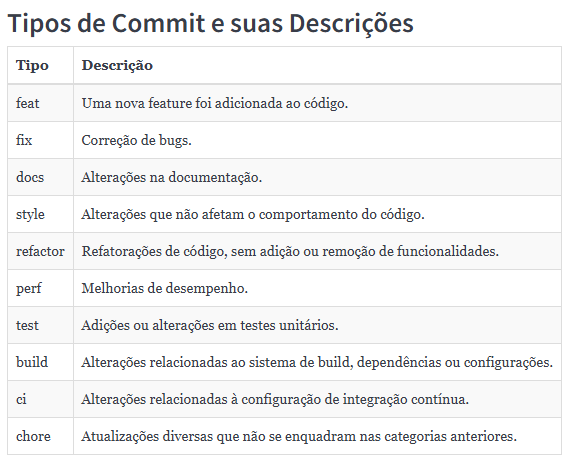 Tipos de Commit e suas Descrições
Tipo Descrição
feat Uma nova feature foi adicionada ao código.
fix Correção de bugs.
docs Alterações na documentação.
style Alterações que não afetam o comportamento do código.
refactor Refatorações de código, sem adição ou remoção de funcionalidades.
perf Melhorias de desempenho.
test Adições ou alterações em testes unitários.
build Alterações relacionadas ao sistema de build, dependências ou configurações.
ci Alterações relacionadas à configuração de integração contínua.
chore Atualizações diversas que não se enquadram nas categorias anteriores.